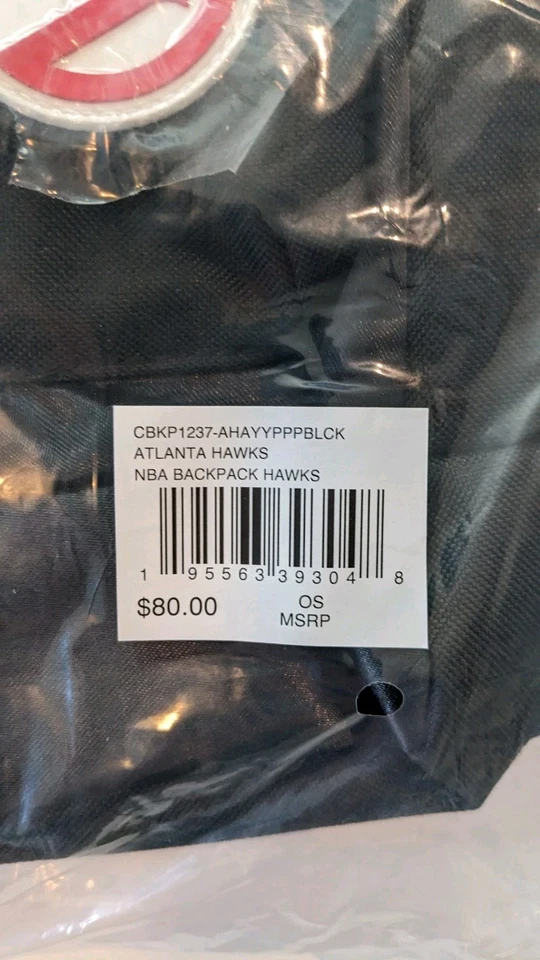 CBKP1237-AHAYYPPPBLCK
ATLANTA HAWKS
NBA BACKPACK HAWKS
1 95563 39304 8
$80.00 OS
MSRP